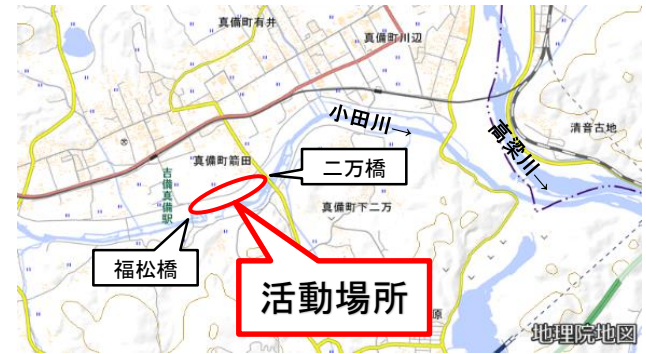 真備町有井
真備町川辺
小田川→
高梁川→
清音古地
真備町箭田
二万橋
吉備真備駅
真備町下二万
福松橋
活動場所
原
地理院地図